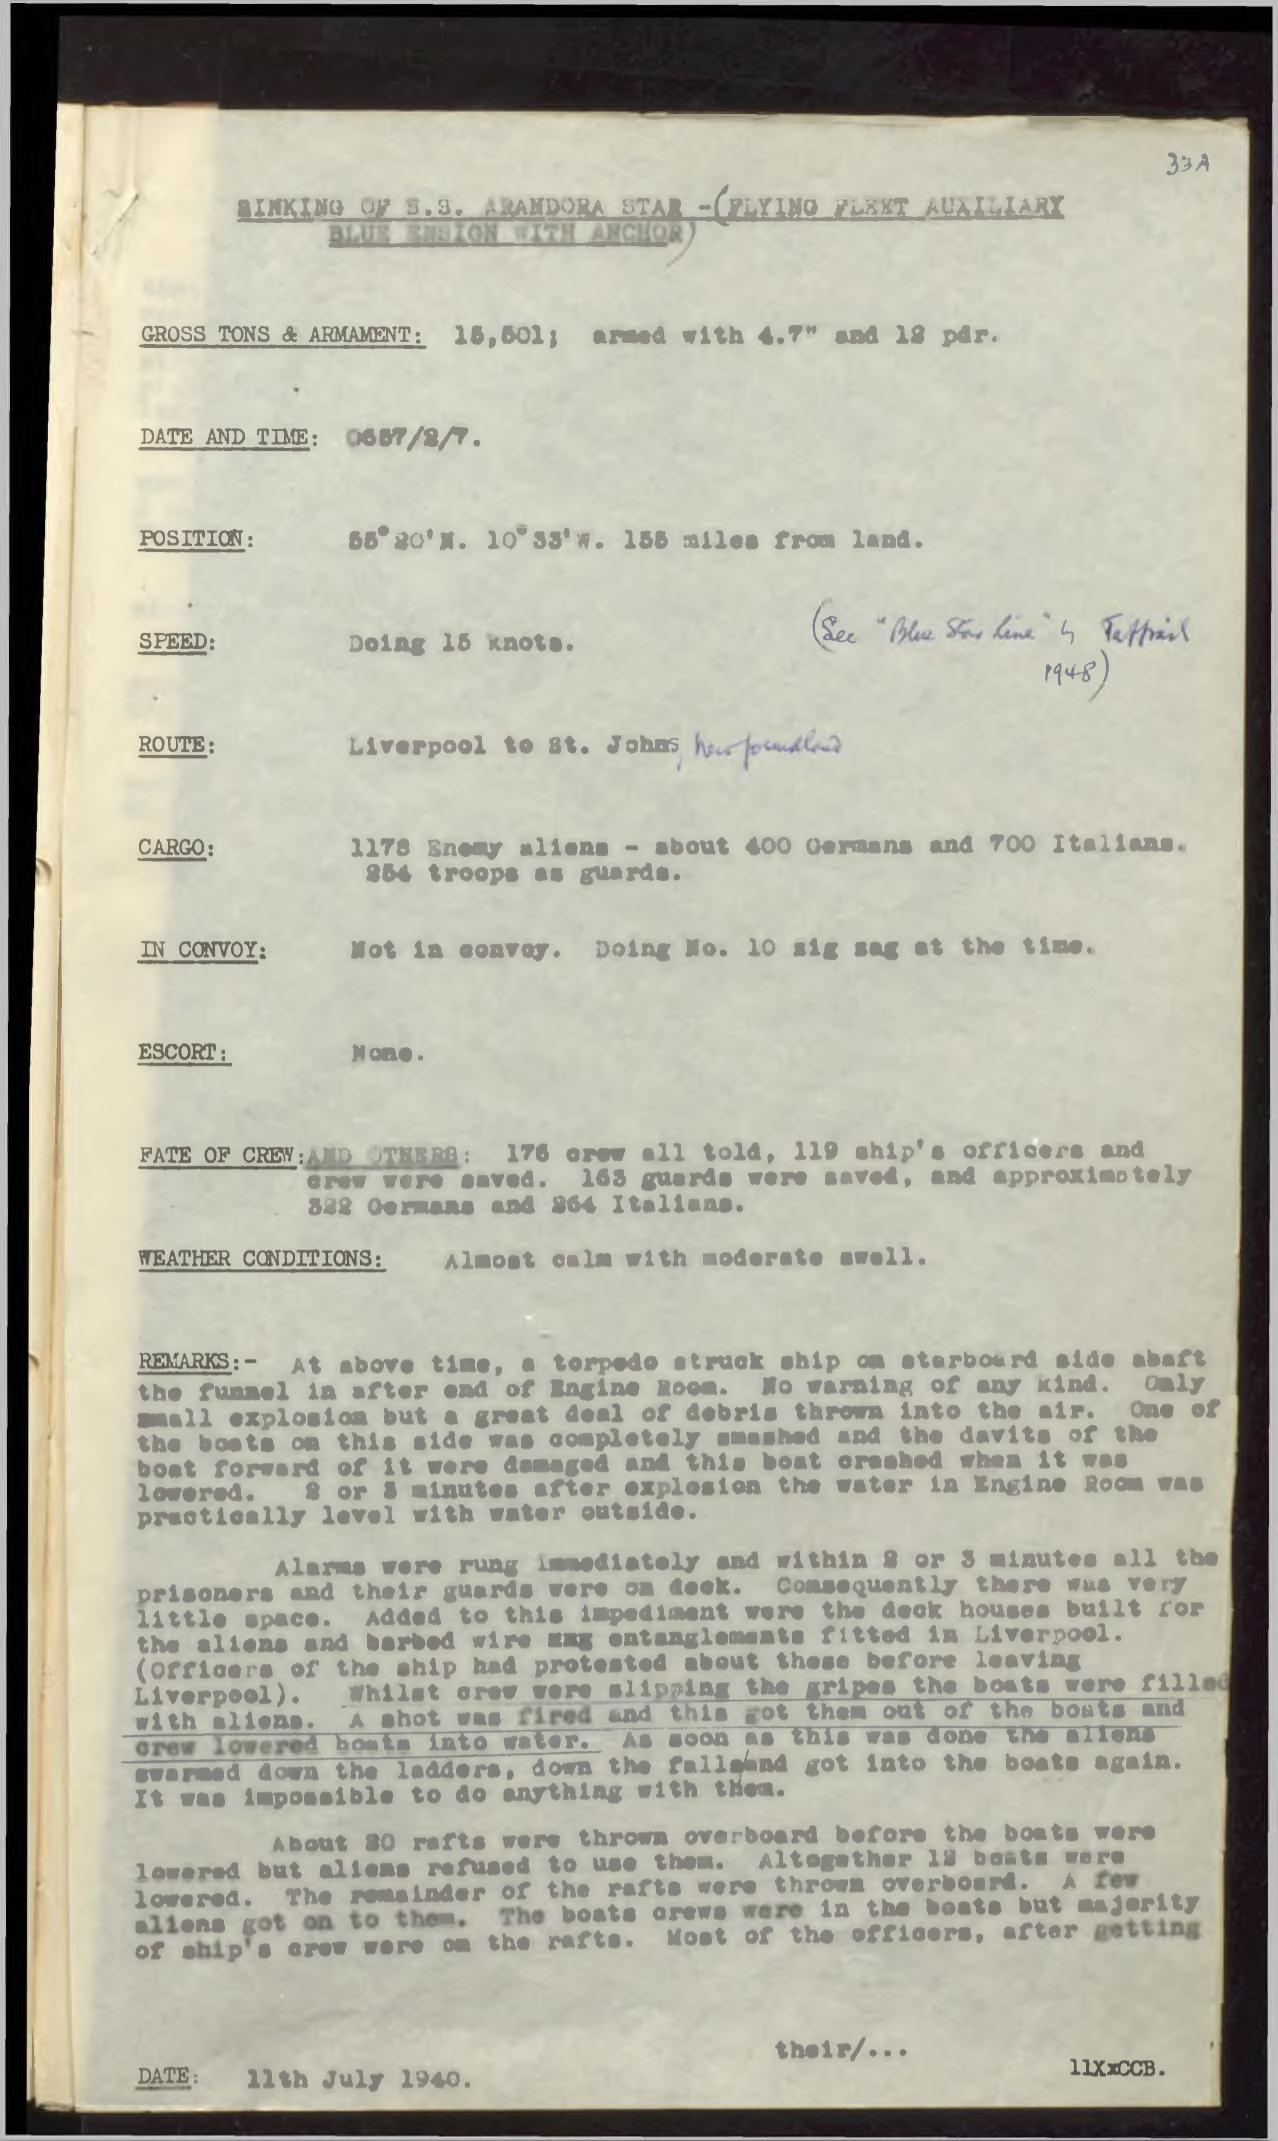 33A
SINKING OF S.S. ARANDORA STAR -(FLYING FLEET AUXILIARY
BLUE ENSIGN WITH ANCHOR)
GROSS TONS & ARMAMENT: 15,501; armed with 4.7" and 12 pdr.
DATE AND TIME: 0657/2/7.
POSITION: 55°20'N. 10°33'W. 155 miles from land.
(See "Blue Star Line" by Taffrail
SPEED: Doing 15 knots.
1948)
ROUTE: Liverpool to St. Johns, Newfoundland
CARGO: 1178 Enemy aliens - about 400 Germans and 700 Italians.
254 troops as guards.
IN CONVOY: Not in convoy. Doing No. 10 zig zag at the time.
ESCORT: None.
FATE OF CREW: AND OTHERS: 176 crew all told, 119 ship's officers and
crew were saved. 163 guards were saved, and approximately
322 Germans and 264 Italians.
WEATHER CONDITIONS: Almost calm with moderate swell.
REMARKS:- At above time, a torpedo struck ship on starboard side abaft
the funnel in after end of Engine Room. No warning of any kind. Only
small explosion but a great deal of debris thrown into the air. One of
the boats on this side was completely smashed and the davits of the
boat forward of it were damaged and this boat crashed when it was
lowered. 2 or 3 minutes after explosion the water in Engine Room was
practically level with water outside.
Alarms were rung immediately and within 2 or 3 minutes all the
prisoners and their guards were on deck. Consequently there was very
little space. Added to this impediment were the deck houses built for
the aliens and barbed wire entanglements fitted in Liverpool.
(Officers of the ship had protested about these before leaving
Liverpool). Whilst crew were slipping the gripes the boats were filled
with aliens. A shot was fired and this got them out of the boats and
crew lowered boats into water. As soon as this was done the aliens
swarmed down the ladders, down the falls and got into the boats again.
It was impossible to do anything with them.
About 20 rafts were thrown overboard before the boats were
lowered but aliens refused to use them. Altogether 12 boats were
lowered. The remainder of the rafts were thrown overboard. A few
aliens got on to them. The boats crews were in the boats but majority
of ship's crew were on the rafts. Most of the officers, after getting
their/...
DATE: 11th July 1940.
11XxCCB.